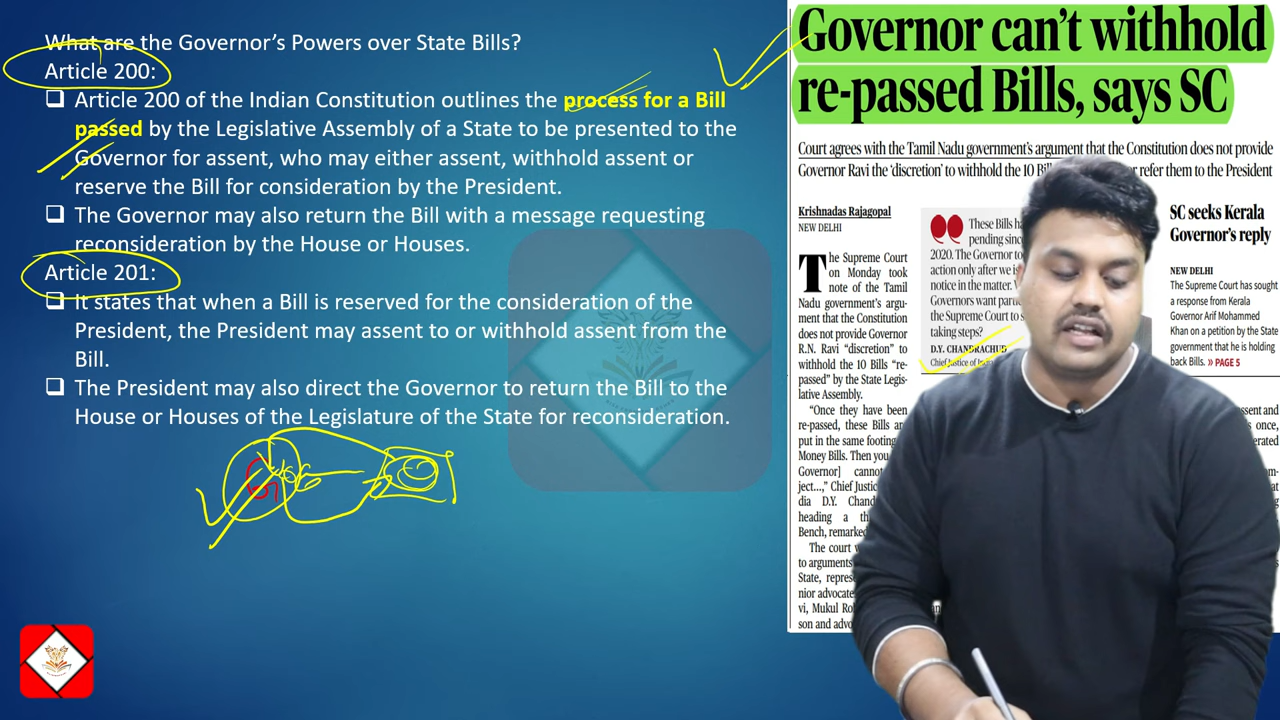 What are the Governor's Powers over State Bills?
Article 200:
❑ Article 200 of the Indian Constitution outlines the process for a Bill
passed by the Legislative Assembly of a State to be presented to the
Governor for assent, who may either assent, withhold assent or
reserve the Bill for consideration by the President.
❑ The Governor may also return the Bill with a message requesting
reconsideration by the House or Houses.
Article 201:
❑ It states that when a Bill is reserved for the consideration of the
President, the President may assent to or withhold assent from the
Bill.
❑ The President may also direct the Governor to return the Bill to the
House or Houses of the Legislature of the State for reconsideration.
Governor can't withhold
re-passed Bills, says SC
Court agrees with the Tamil Nadu government's argument that the Constitution does not provide
Governor Ravi the 'discretion' to withhold the 10 refer them to the President
Krishnadas Rajagopal
NEW DELHI
The Supreme Court
on Monday took
note of the Tamil
Nadu government's argu-
ment that the Constitution
does not provide Governor
R.N. Ravi "discretion" to
withhold the 10 Bills "re-
passed" by the State Legis-
lative Assembly.
"Once they have been
re-passed, these Bills
put in the same footing
Money Bills. Then you
Governor] cannot
ject...," Chief
dia D.Y.
heading a
Bench, remarked
The court
to arguments
State,
nior advocate
son and
These Bills
pending
2020. The Governor
action only after we
notice in the matter.
Governors want
the Supreme Court to
taking steps?
D.Y. CHANDRACHUD
Chief Justice of
SC seeks Kerala
Governor's reply
NEW DELHI
The Supreme Court has sought
a response from Kerala
Governor Arif Mohammed
Khan on a petition by the State
government that he is holding
back Bills. » PAGE 5
and
once,